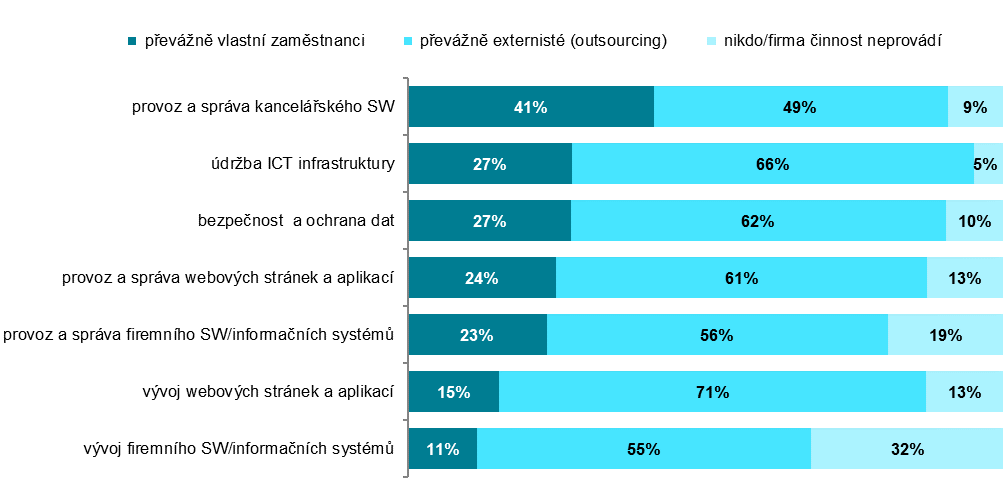 převážně vlastní zaměstnanci převážně externisté (outsourcing) nikdo/firma činnost neprovádí
provoz a správa kancelářského SW 41% 49% 9%
údržba ICT infrastruktury 27% 66% 5%
bezpečnost  a ochrana dat 27% 62% 10%
provoz a správa webových stránek a aplikací 24% 61% 13%
provoz a správa firemního SW/informačních systémů 23% 56% 19%
vývoj webových stránek a aplikací 15% 71% 13%
vývoj firemního SW/informačních systémů 11% 55% 32%